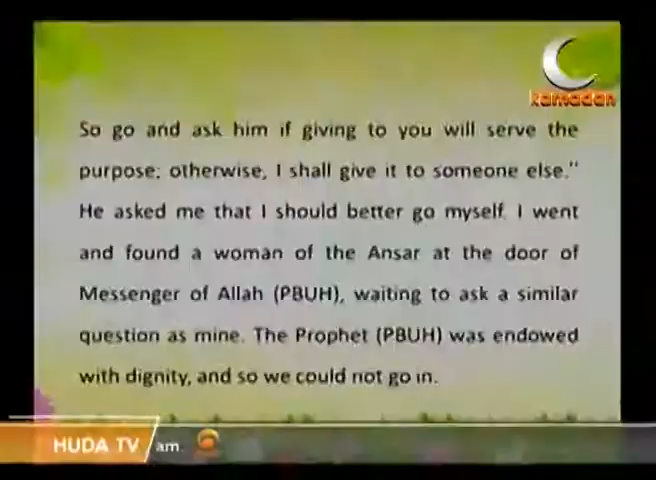 Ramadan
So go and ask him if giving to you will serve the
purpose; otherwise, I shall give it to someone else."
He asked me that I should better go myself. I went
and found a woman of the Ansar at the door of
Messenger of Allah (PBUH), waiting to ask a similar
question as mine. The Prophet (PBUH) was endowed
with dignity, and so we could not go in.
HUDA TV am